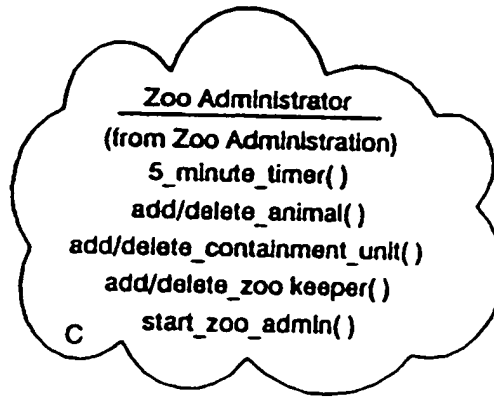 Zoo Administrator
(from Zoo Administration)
5_minute_timer( )
add/delete_animal( )
add/delete_containment_unit( )
add/delete_zoo keeper( )
start_zoo_admin( )
C